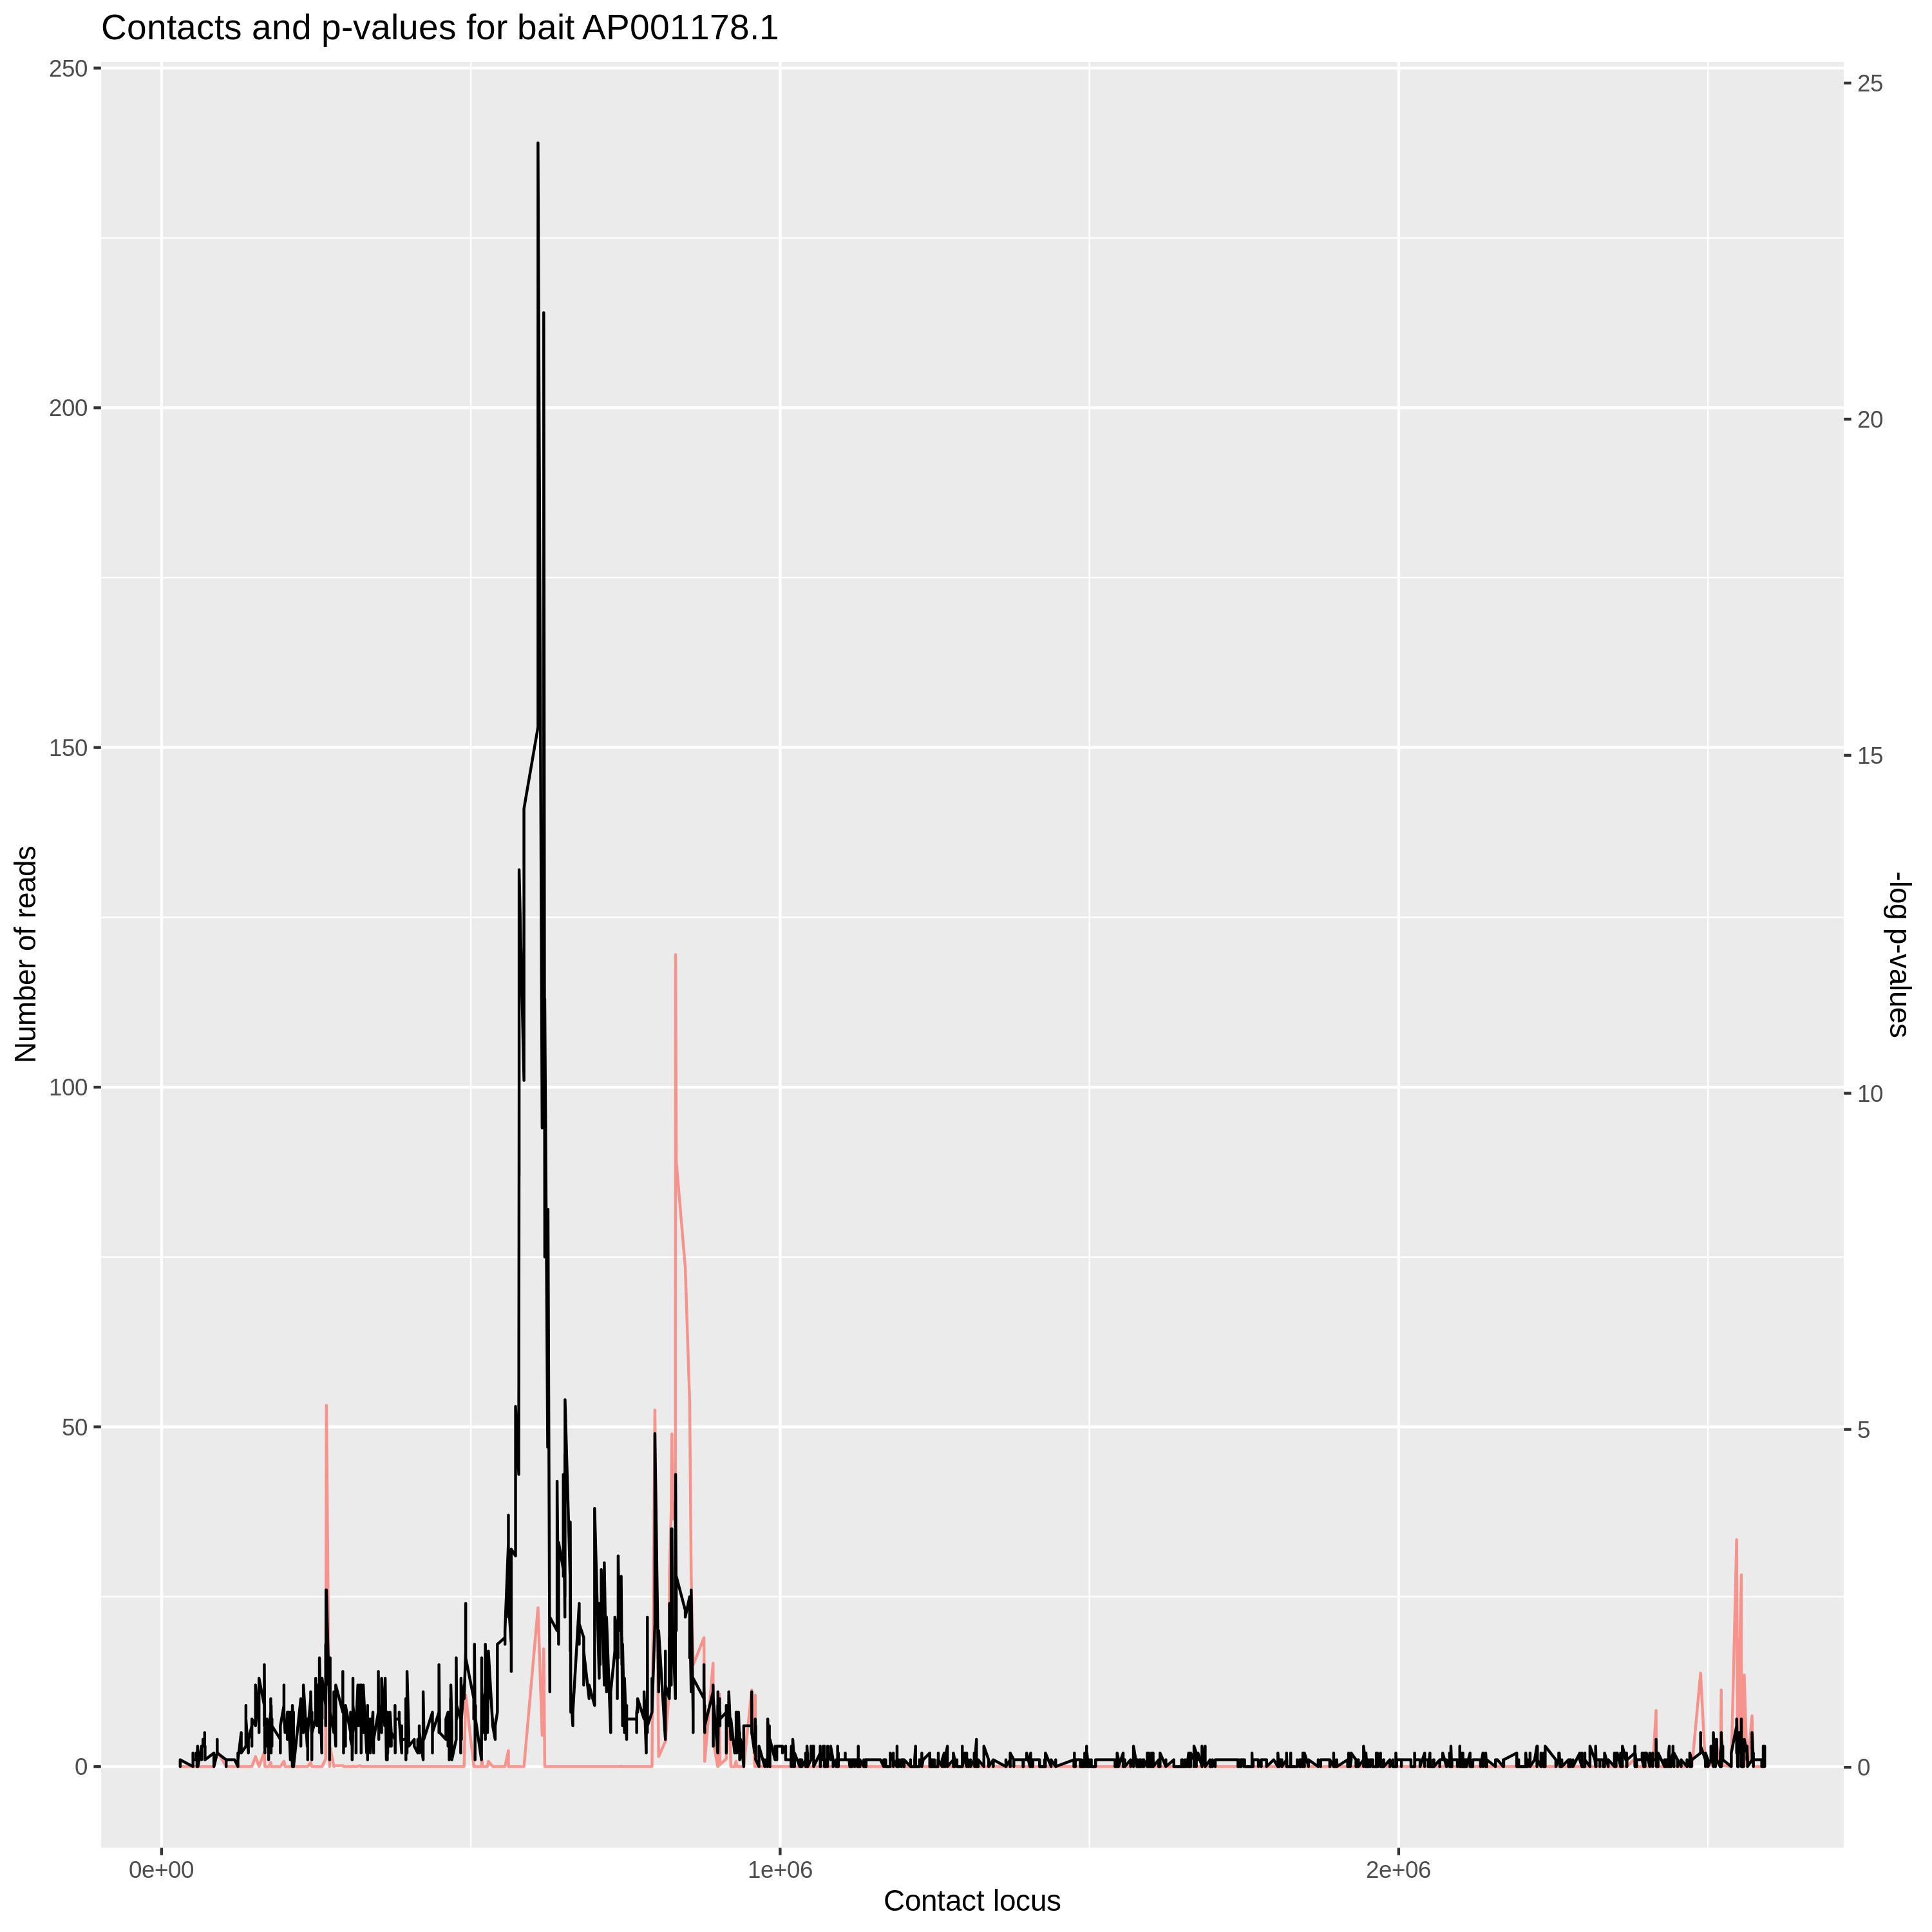 Contacts and p-values for bait AP001178.1
250
200
150
100
50
0
Number of reads
25
20
15
10
5
0
-log p-values
0e+00
1e+06
2e+06
Contact locus